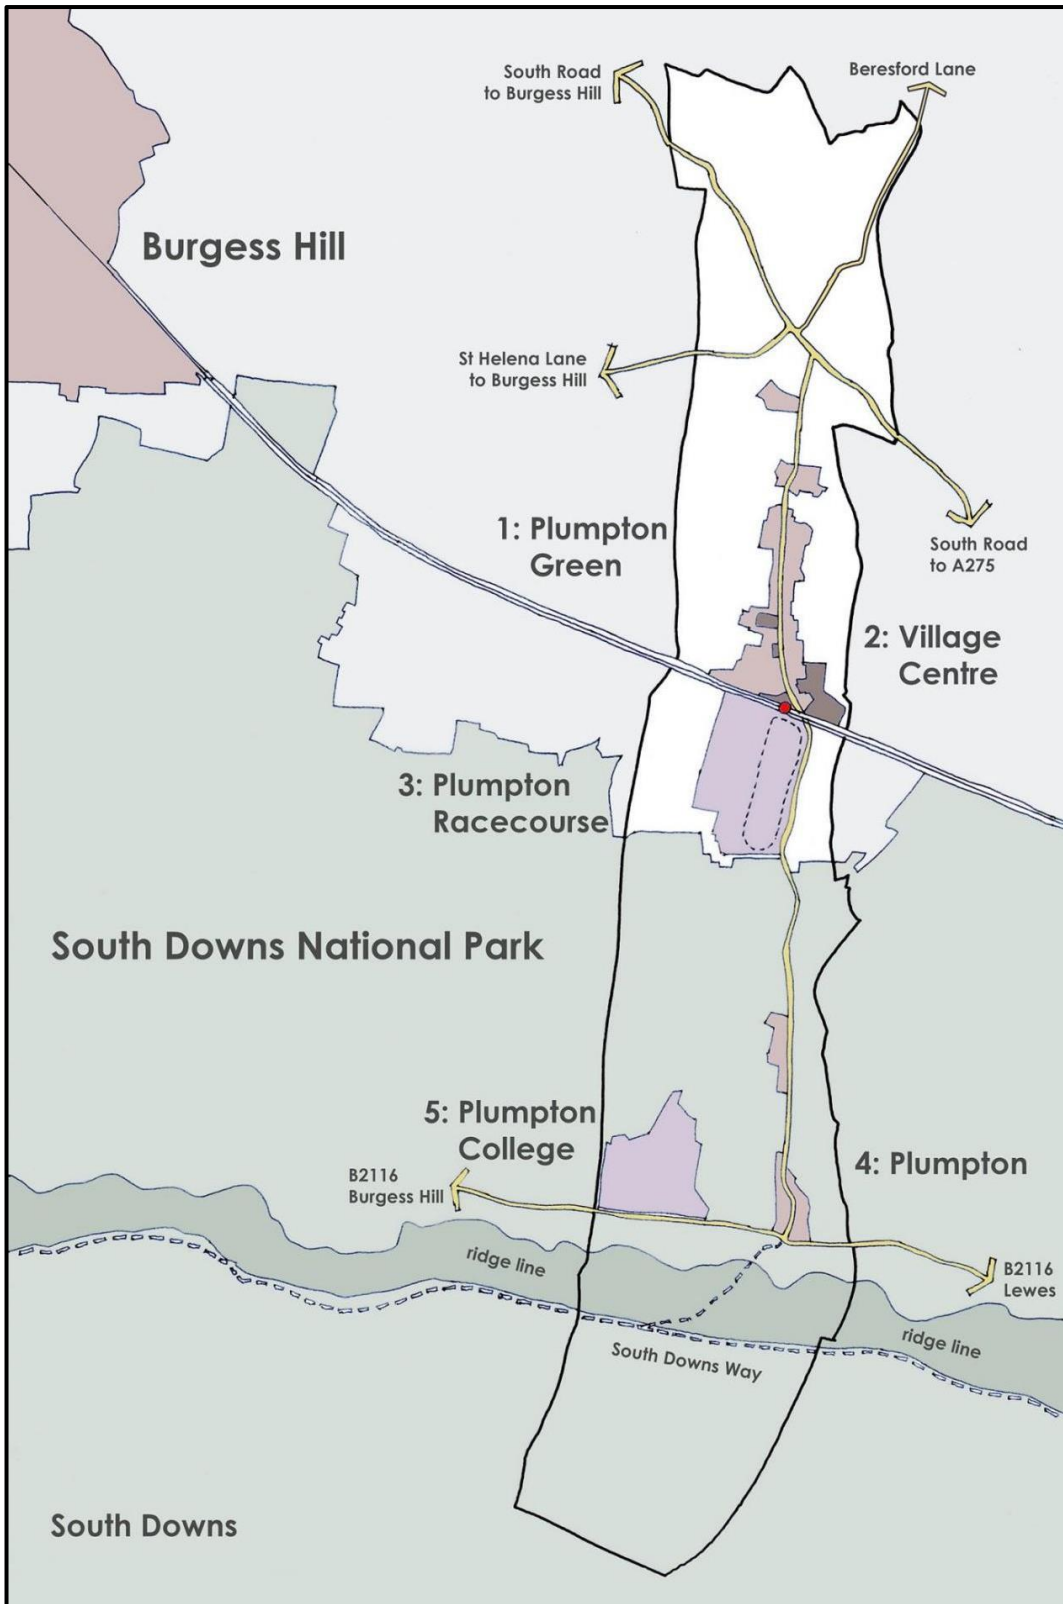 South Road
to Burgess Hill
Beresford Lane
Burgess Hill
St Helena Lane
to Burgess Hill
1: Plumpton
Green
South Road
to A275
2: Village
Centre
3: Plumpton
Racecourse
South Downs National Park
5: Plumpton
College
4: Plumpton
B2116
Burgess Hill
ridge line
B2116
Lewes
ridge line
South Downs Way
South Downs